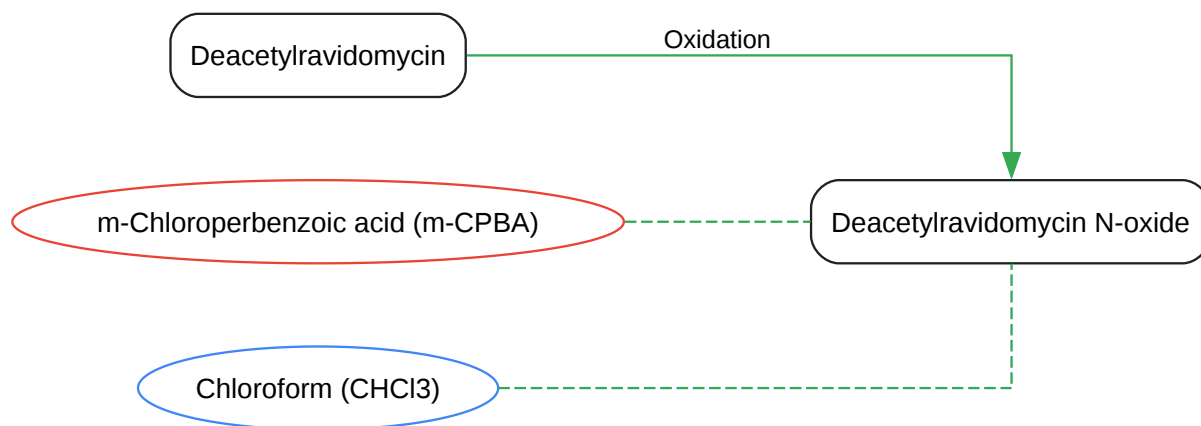 Oxidation
Deacetylravidomycin
m-Chloroperbenzoic acid (m-CPBA)
Deacetylravidomycin N-oxide
Chloroform (CHCl3)